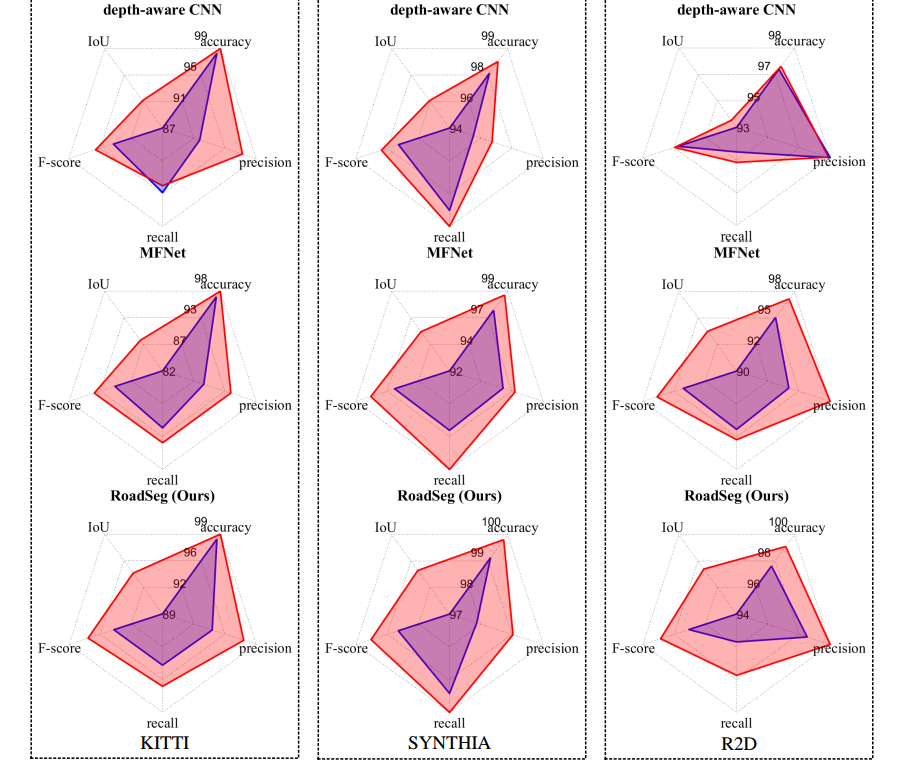 depth-aware CNN
99
IoU
accuracy
95
91
87
F-score
precision
recall
depth-aware CNN
99
IoU
accuracy
98
96
94
F-score
precision
recall
depth-aware CNN
98
IoU
accuracy
97
95
93
F-score
precision
recall
MFNet
98
IoU
accuracy
93
87
82
F-score
precision
recall
MFNet
99
IoU
accuracy
97
94
92
F-score
precision
recall
MFNet
98
IoU
accuracy
95
92
90
F-score
precision
recall
RoadSeg (Ours)
99
IoU
accuracy
96
92
89
F-score
precision
recall
KITTI
RoadSeg (Ours)
100
IoU
accuracy
99
98
97
F-score
precision
recall
SYNTHIA
RoadSeg (Ours)
100
IoU
accuracy
98
96
94
F-score
precision
recall
R2D